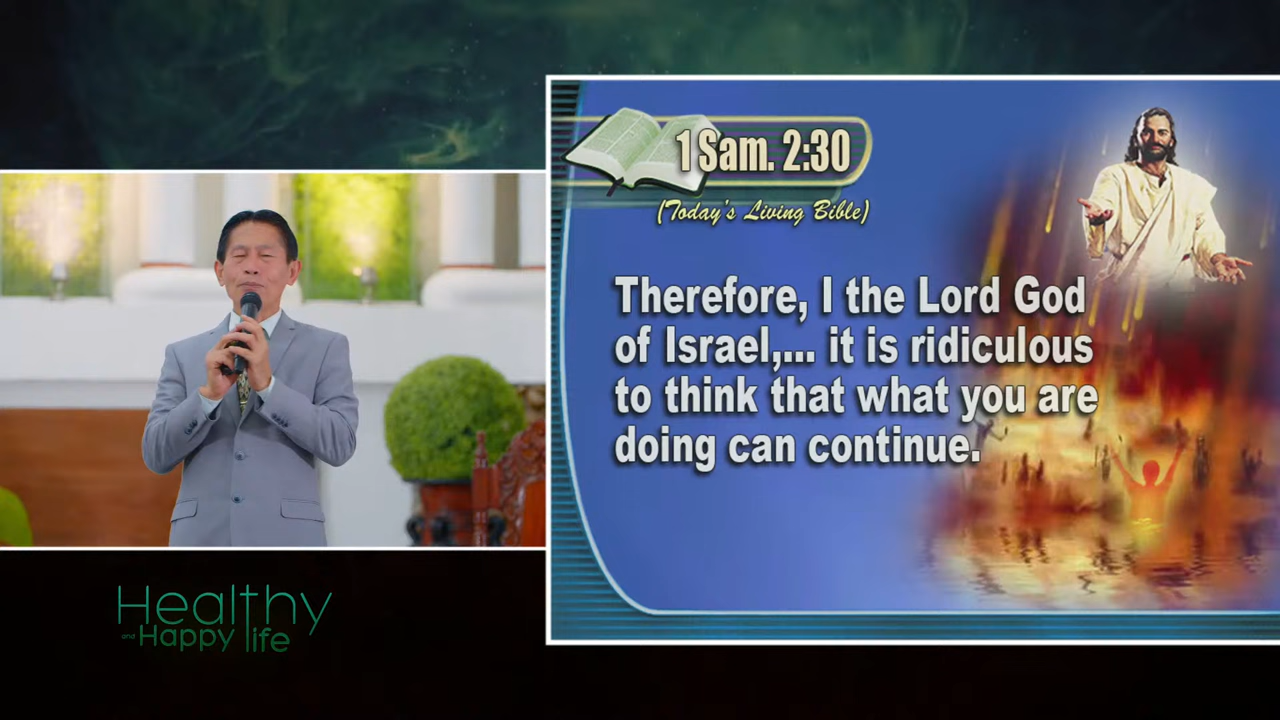 1 Sam. 2:30
(Today's Living Bible)
Therefore, I the Lord God
of Israel,... it is ridiculous
to think that what you are
doing can continue.
Healthy
and Happy life